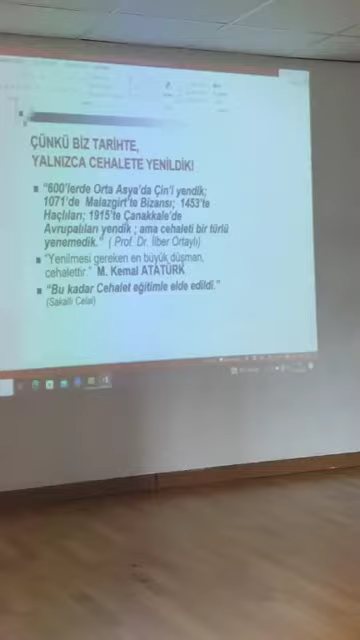 ÇÜNKÜ BİZ TARİHTE,
YALNIZCA CEHALETE YENİLDİK!
"600'lerde Orta Asya'da Çin'i yendik;
1071'de Malazgirt'te Bizansı; 1453'te
Haçlıları; 1915'te Çanakkale'de
Avrupalıları yendik ; ama cehaleti bir türlü
yenemedik." ( Prof. Dr. İlber Ortaylı)
"Yenilmesi gereken en büyük düşman,
cehalettir." M. Kemal ATATÜRK
"Bu kadar Cehalet eğitimle elde edildi."
(Sakallı Celal)